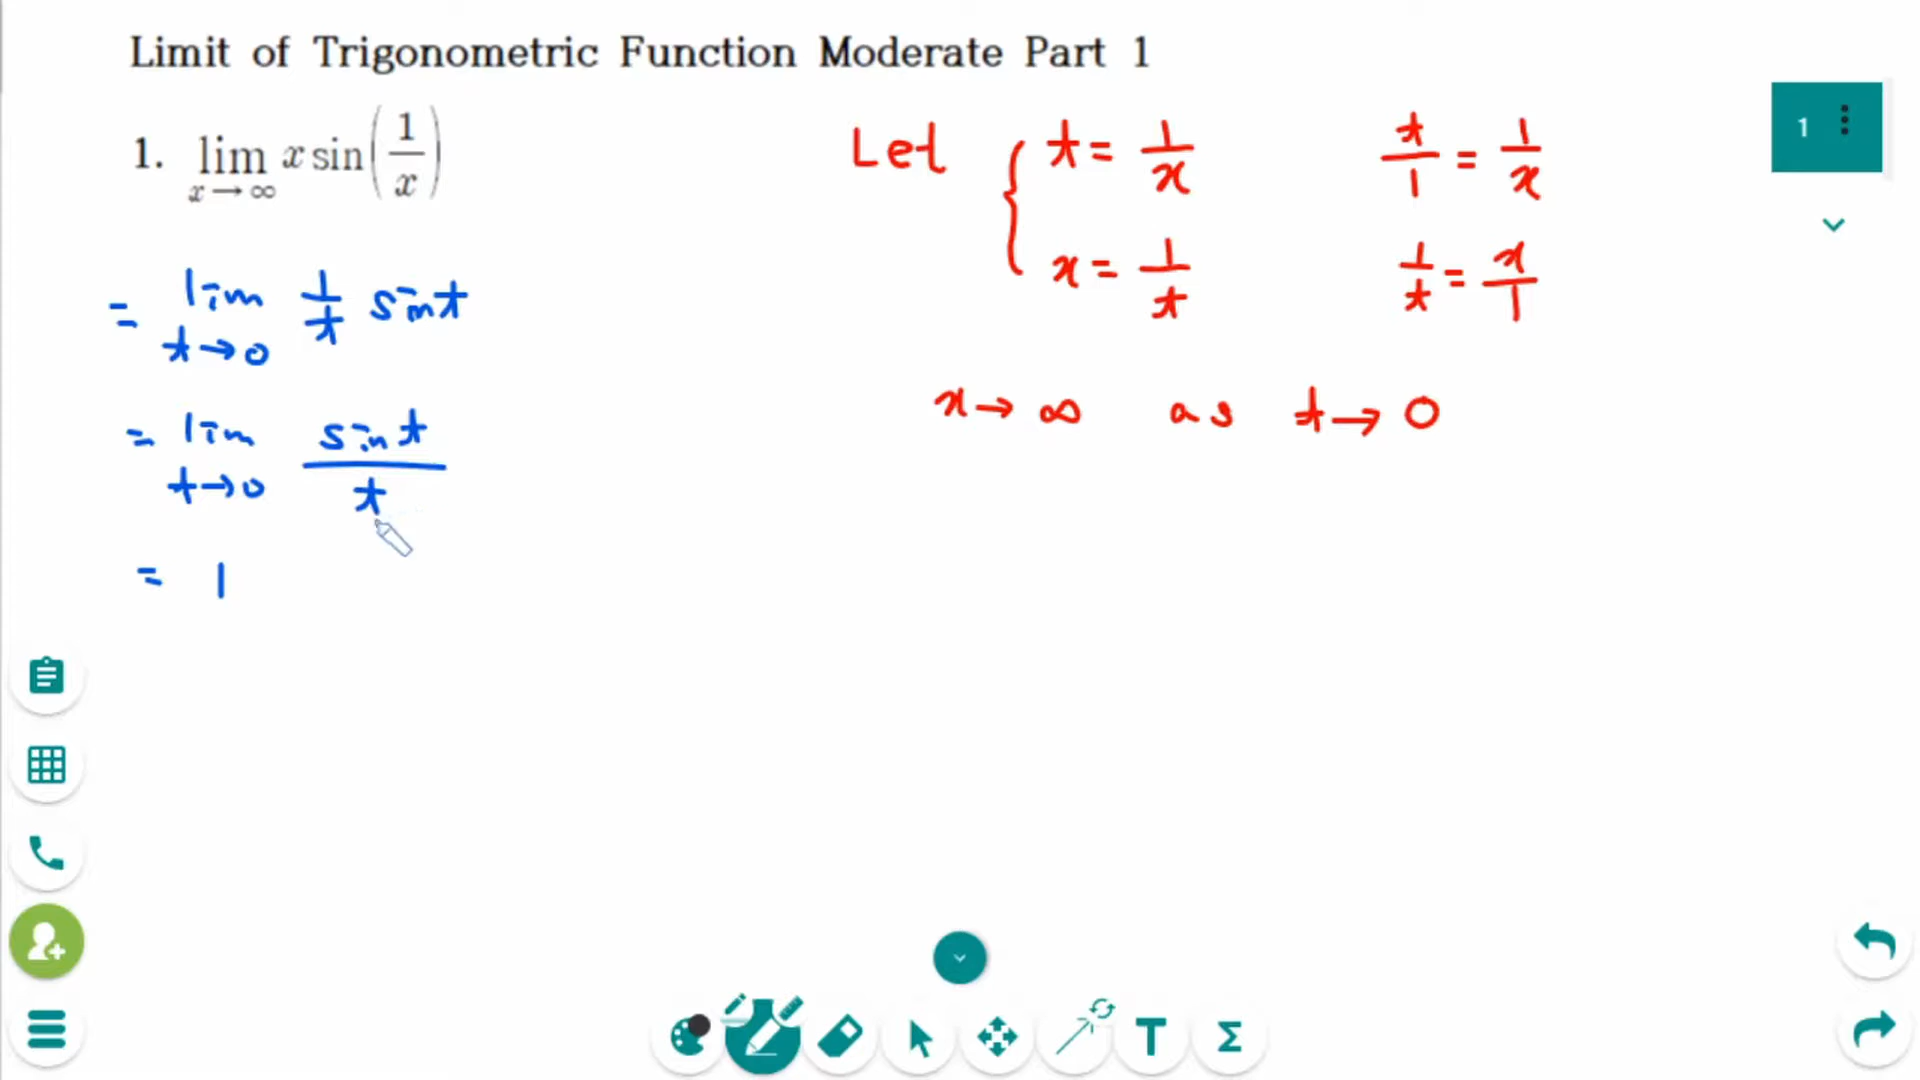 Limit of Trigonometric Function Moderate Part 1
1. lim x→∞ x sin(1/x)
= lim t→0 1/t sin t
= lim t→0 sin t / t
= 1
Let { t = 1/x
x = 1/t
t/1 = 1/x
1/t = x/1
x → ∞ as t → 0
1
T
Σ